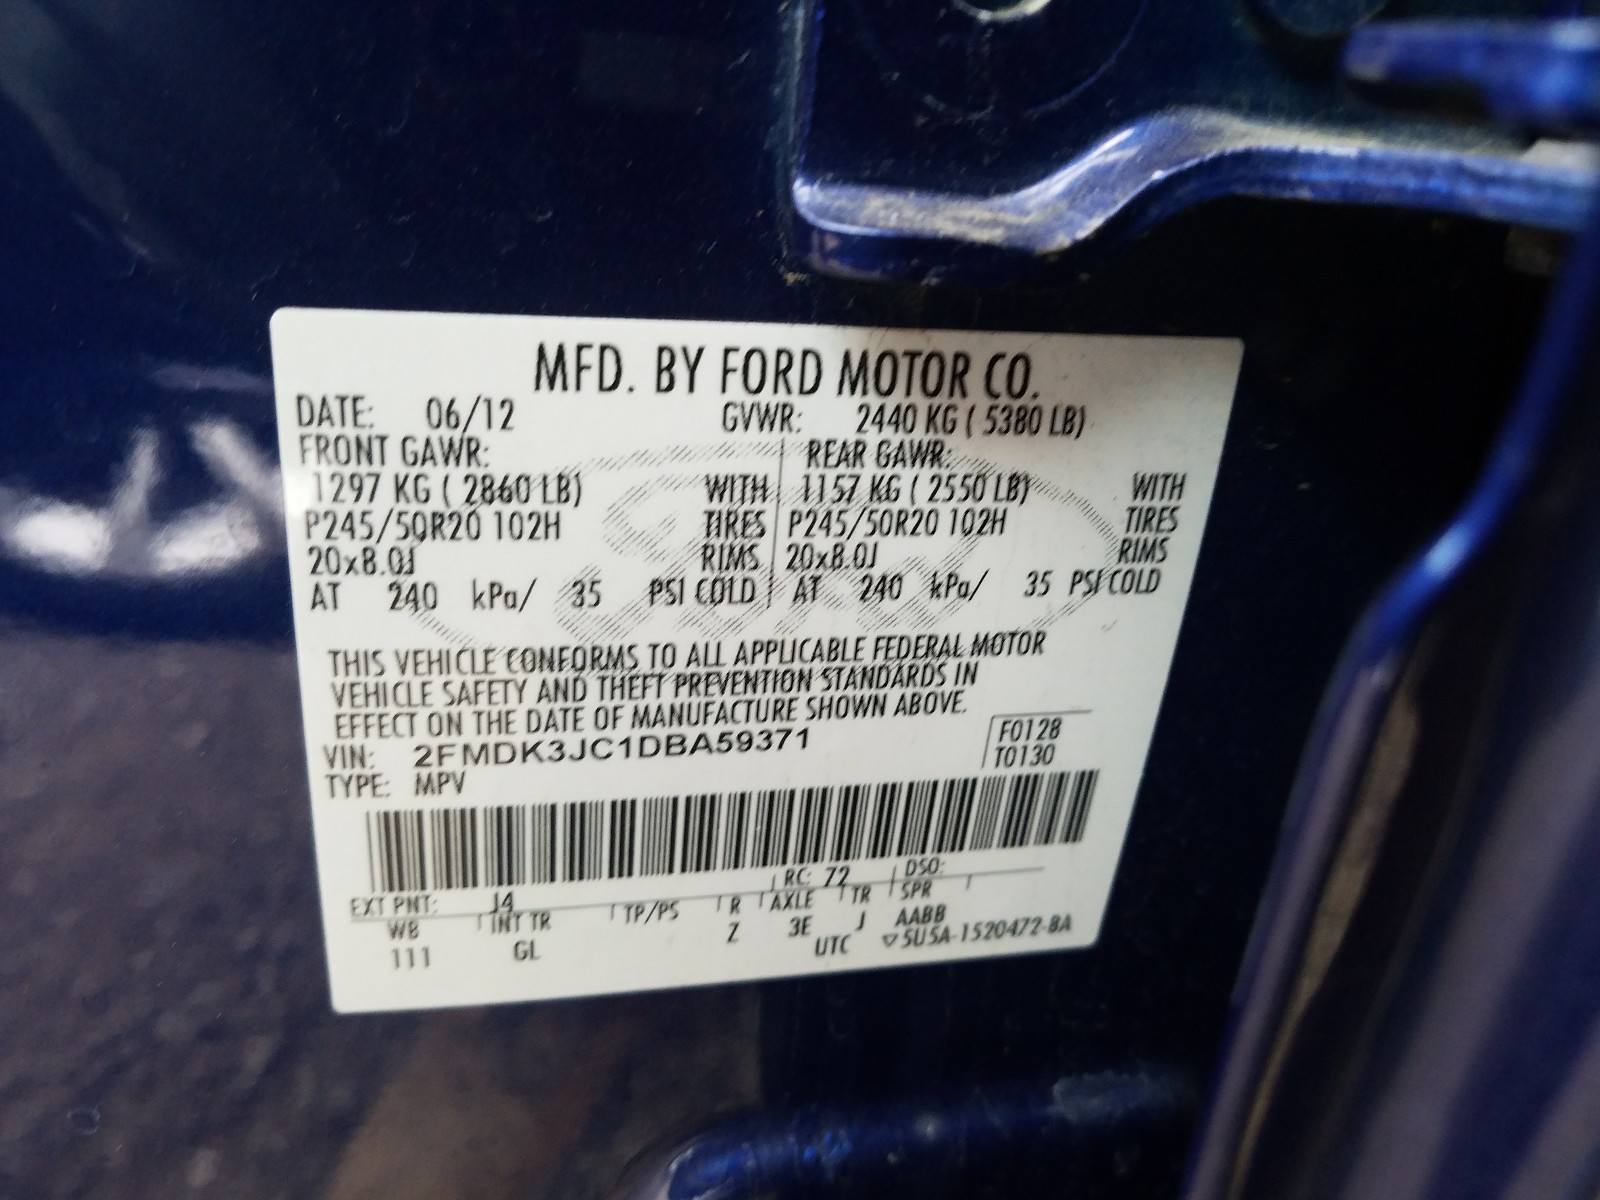 MFD. BY FORD MOTOR CO.
DATE: 06/12 GVWR: 2440 KG ( 5380 LB)
FRONT GAWR: REAR GAWR:
1297 KG ( 2860 LB) WITH 1157 KG ( 2550 LB) WITH
P245/50R20 102H TIRES P245/50R20 102H TIRES
20x8.0J RIMS 20x8.0J RIMS
AT 240 kPa/ 35 PSI COLD AT 240 kPa/ 35 PSI COLD
THIS VEHICLE CONFORMS TO ALL APPLICABLE FEDERAL MOTOR
VEHICLE SAFETY AND THEFT PREVENTION STANDARDS IN
EFFECT ON THE DATE OF MANUFACTURE SHOWN ABOVE.
VIN: 2FMDK3JC1DBA59371 F0128
TYPE: MPV T0130
EXT PNT: J4 RC: 72 DSO:
WB INT TR TP/PS R AXLE TR SPR
111 GL Z 3E J AABB
UTC ▽5U5A-1520472-BA
Ford